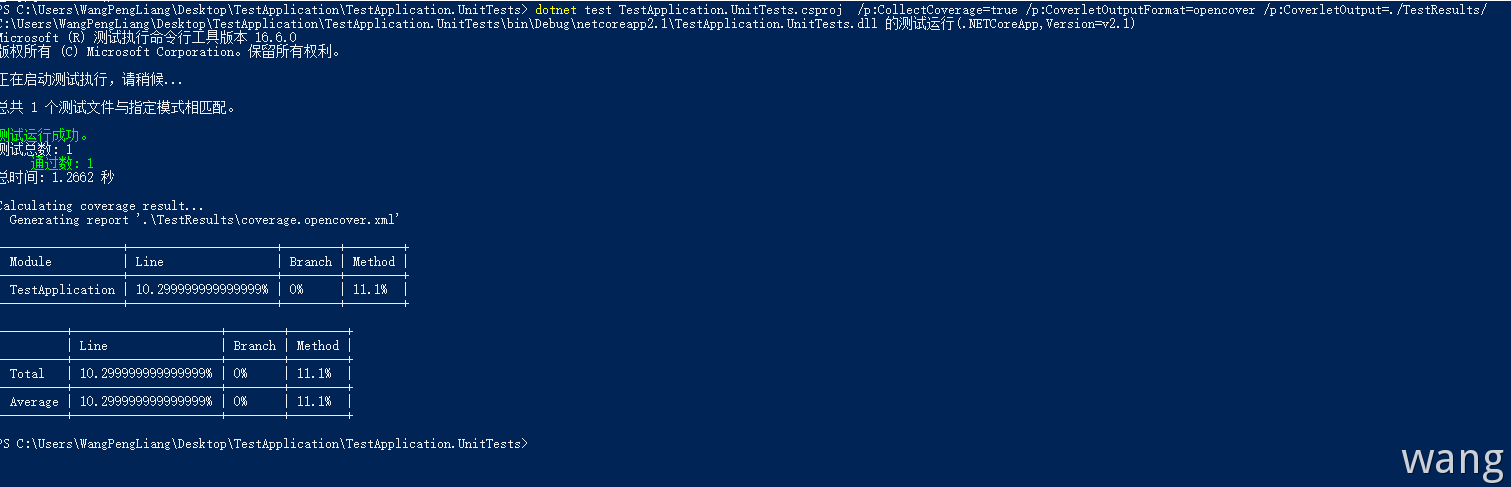 PS C:\Users\WangPengLiang\Desktop\TestApplication\TestApplication.UnitTests> dotnet test TestApplication.UnitTests.csproj  /p:CollectCoverage=true /p:CoverletOutputFormat=opencover /p:CoverletOutput=./TestResults/
C:\Users\WangPengLiang\Desktop\TestApplication\TestApplication.UnitTests\bin\Debug\netcoreapp2.1\TestApplication.UnitTests.dll 的测试运行(.NETCoreApp,Version=v2.1)
Microsoft (R) 测试执行命令行工具版本 16.6.0
版权所有 (C) Microsoft Corporation。保留所有权利。
正在启动测试执行，请稍候...
总共 1 个测试文件与指定模式相匹配。
测试运行成功。
测试总数: 1
通过数: 1
总时间: 1.2662 秒
Calculating coverage result...
Generating report '.\TestResults\coverage.opencover.xml'
Module | Line | Branch | Method |
TestApplication | 10.299999999999999% | 0% | 11.1% |
| Line | Branch | Method |
Total | 10.299999999999999% | 0% | 11.1% |
Average | 10.299999999999999% | 0% | 11.1% |
PS C:\Users\WangPengLiang\Desktop\TestApplication\TestApplication.UnitTests>
wang